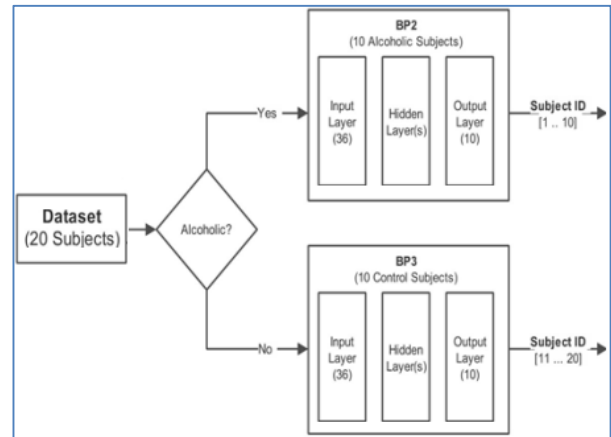 Dataset
(20 Subjects)
Alcoholic?
Yes
BP2
(10 Alcoholic Subjects)
Input
Layer
(36)
Hidden
Layer(s)
Output
Layer
(10)
Subject ID
[1 .. 10]
No
BP3
(10 Control Subjects)
Input
Layer
(36)
Hidden
Layer(s)
Output
Layer
(10)
Subject ID
[11 ... 20]